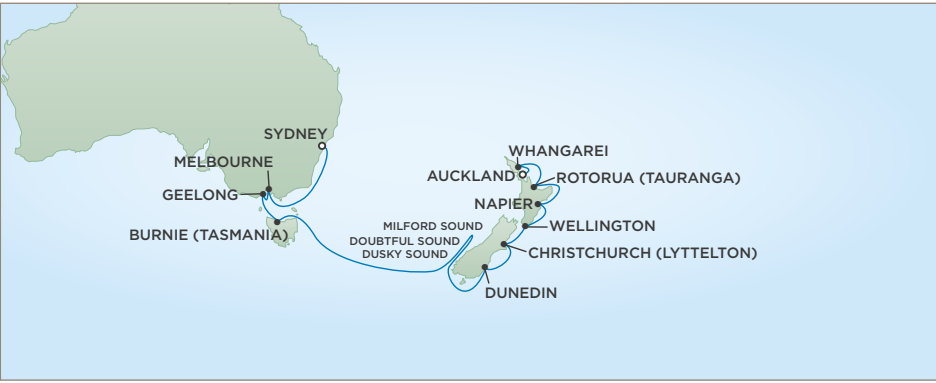 SYDNEY
MELBOURNE
WHANGAREI
AUCKLAND
ROTORUA (TAURANGA)
GEELONG
NAPIER
MILFORD SOUND
WELLINGTON
BURNIE (TASMANIA)
DOUBTFUL SOUND
DUSKY SOUND
CHRISTCHURCH (LYTTELTON)
DUNEDIN